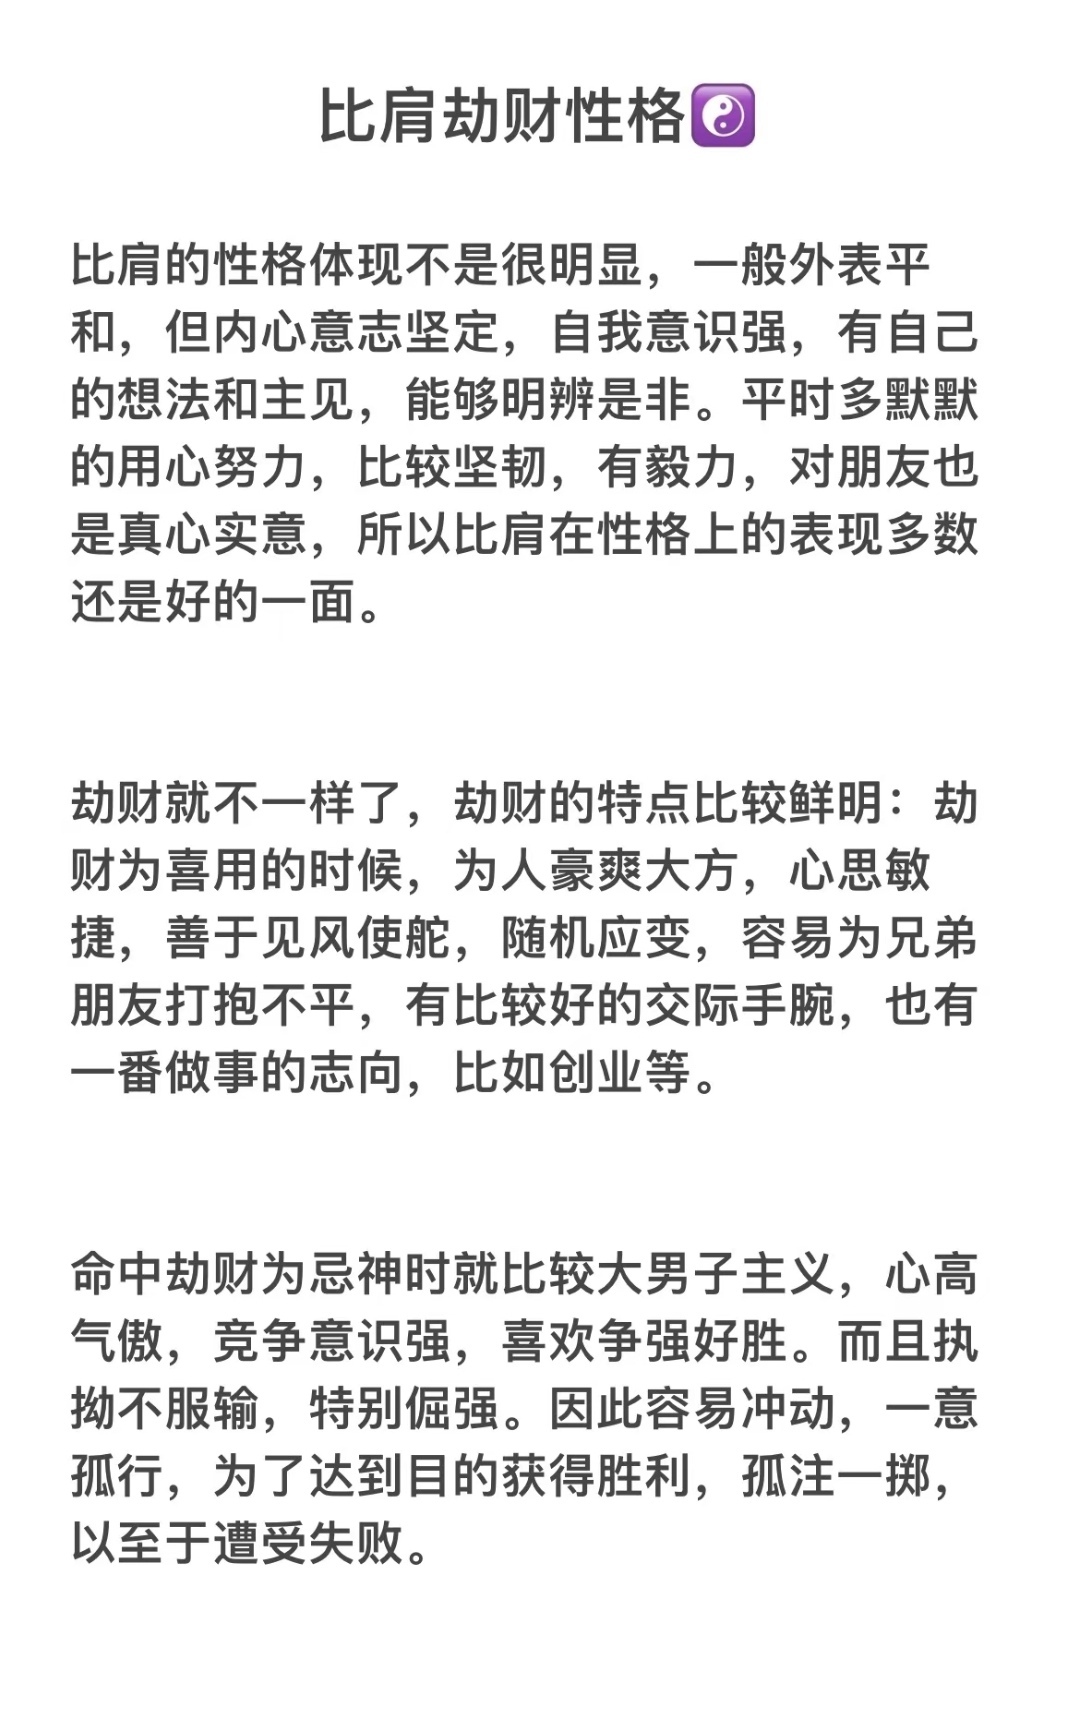 比肩劫财性格☯️
比肩的性格体现不是很明显，一般外表平
和，但内心意志坚定，自我意识强，有自己
的想法和主见，能够明辨是非。平时多默默
的用心努力，比较坚韧，有毅力，对朋友也
是真心实意，所以比肩在性格上的表现多数
还是好的一面。
劫财就不一样了，劫财的特点比较鲜明：劫
财为喜用的时候，为人豪爽大方，心思敏
捷，善于见风使舵，随机应变，容易为兄弟
朋友打抱不平，有比较好的交际手腕，也有
一番做事的志向，比如创业等。
命中劫财为忌神时就比较大男子主义，心高
气傲，竞争意识强，喜欢争强好胜。而且执
拗不服输，特别倔强。因此容易冲动，一意
孤行，为了达到目的获得胜利，孤注一掷，
以至于遭受失败。